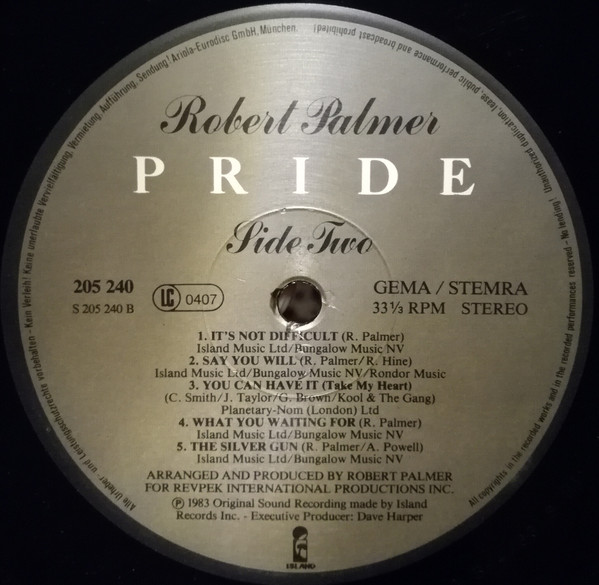 Alle Urheber und Leistungsschutzrechte vorbehalten – Kein Verleih! Keine unerlaubte Vervielfältigung, Vermietung, Aufführung, Sendung! Ariola-Eurodisc GmbH, München.
All copyrights in the recorded works and in the recorded performances reserved – No lending! Unauthorized duplication, lease, public performance and broadcast prohibited!
Robert Palmer
PRIDE
Side Two
205 240
S 205 240 B
LC 0407
GEMA / STEMRA
33⅓ RPM STEREO
1. IT'S NOT DIFFICULT (R. Palmer)
Island Music Ltd/Bungalow Music NV
2. SAY YOU WILL (R. Palmer/R. Hine)
Island Music Ltd/Bungalow Music NV/Rondor Music
3. YOU CAN HAVE IT (Take My Heart)
(C. Smith/J. Taylor/G. Brown/Kool & The Gang)
Planetary-Nom (London) Ltd
4. WHAT YOU WAITING FOR (R. Palmer)
Island Music Ltd/Bungalow Music NV
5. THE SILVER GUN (R. Palmer/A. Powell)
Island Music Ltd/Bungalow Music NV
ARRANGED AND PRODUCED BY ROBERT PALMER
FOR REVPEK INTERNATIONAL PRODUCTIONS INC.
℗ 1983 Original Sound Recording made by Island
Records Inc. - Executive Producer: Dave Harper
ISLAND